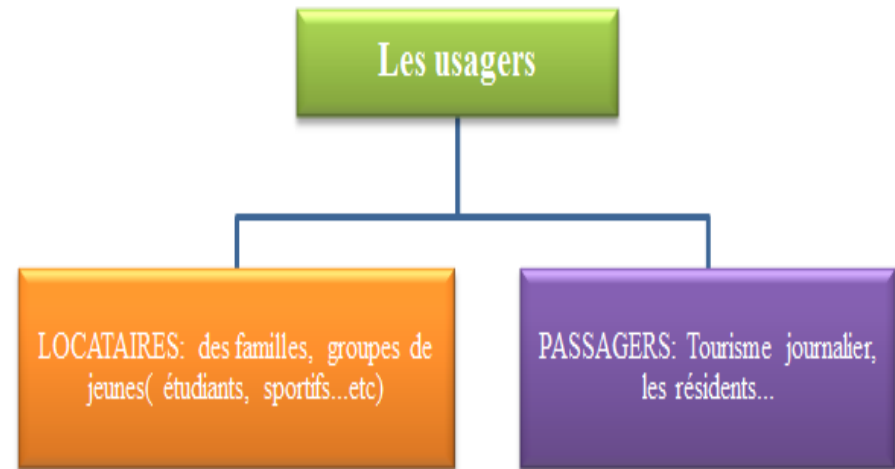 Les usagers
LOCATAIRES: des familles, groupes de
jeunes( étudiants, sportifs...etc)
PASSAGERS: Tourisme journalier,
les résidents...